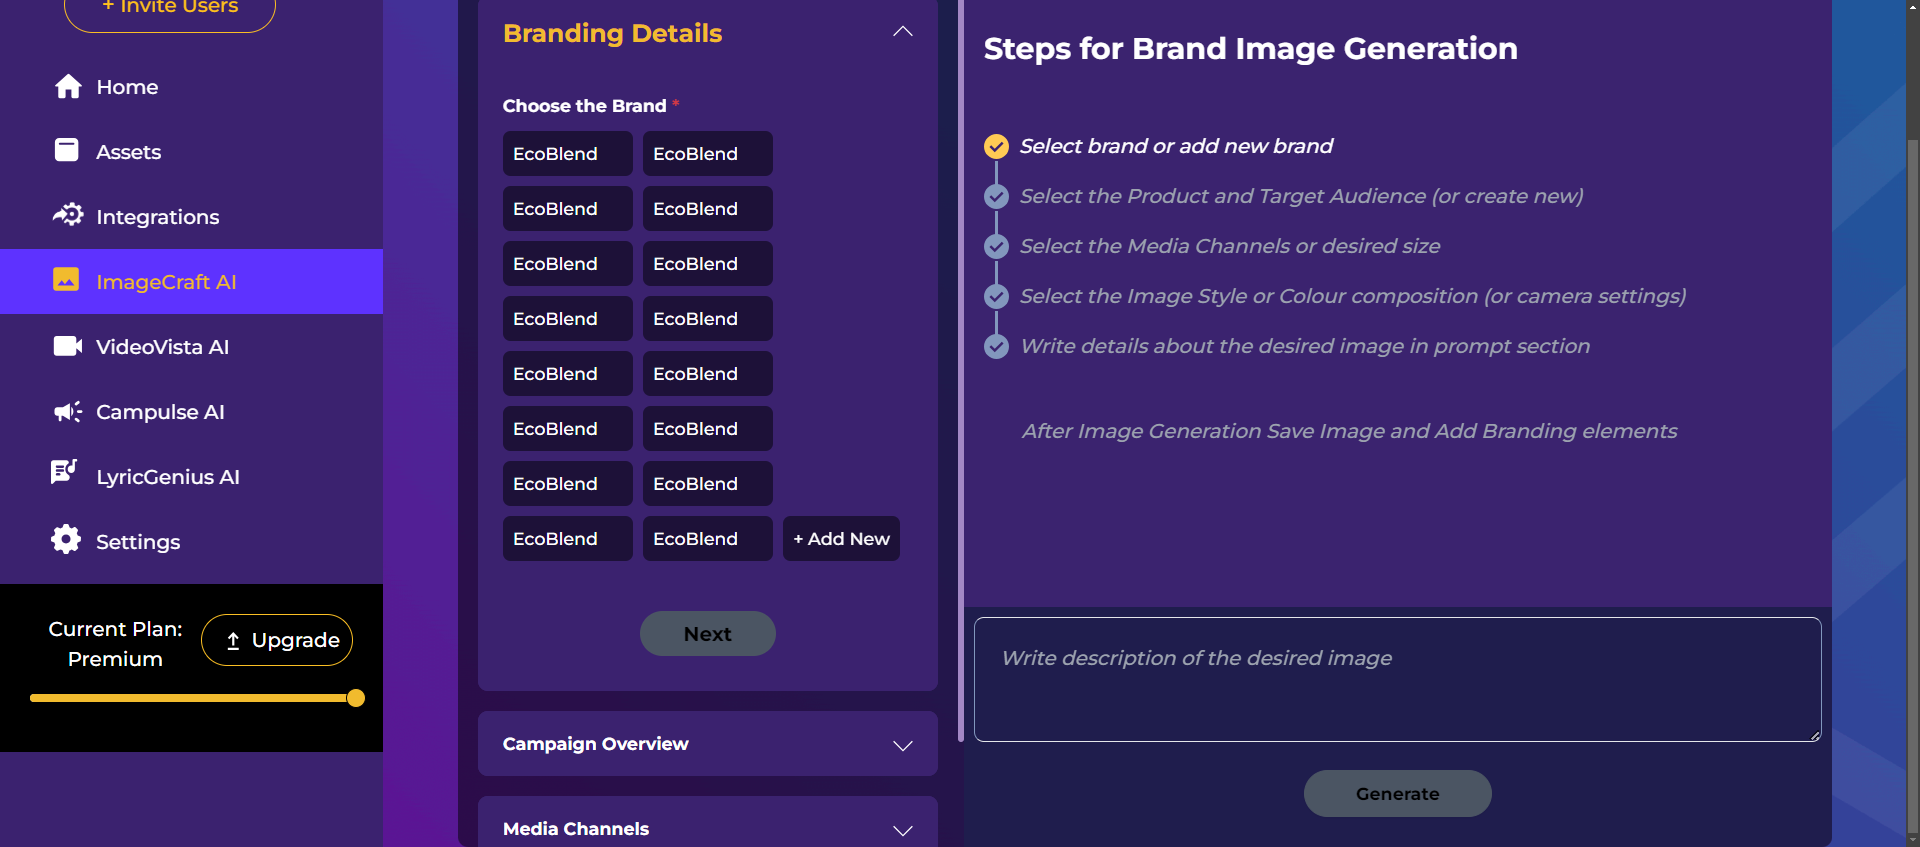 + Invite Users
Home
Assets
Integrations
ImageCraft AI
VideoVista AI
Campulse AI
LyricGenius AI
Settings
Current Plan:
Premium
Upgrade
Branding Details
Choose the Brand *
EcoBlend EcoBlend
EcoBlend EcoBlend
EcoBlend EcoBlend
EcoBlend EcoBlend
EcoBlend EcoBlend
EcoBlend EcoBlend
EcoBlend EcoBlend
EcoBlend EcoBlend + Add New
Next
Campaign Overview
Media Channels
Steps for Brand Image Generation
Select brand or add new brand
Select the Product and Target Audience (or create new)
Select the Media Channels or desired size
Select the Image Style or Colour composition (or camera settings)
Write details about the desired image in prompt section
After Image Generation Save Image and Add Branding elements
Write description of the desired image
Generate